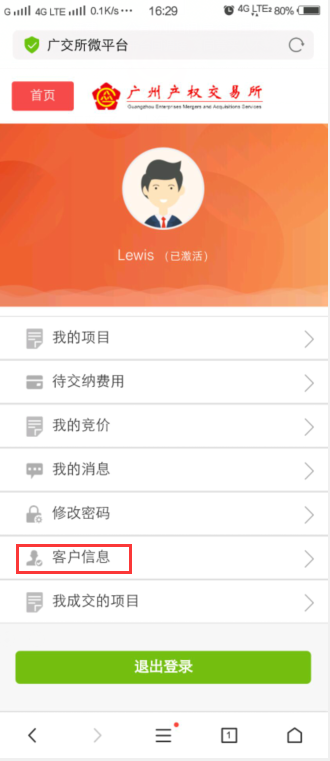 G 4G LTE 0.1K/s ··· 16:29 4G LTE 80%
广交所微平台
首页 广州产权交易所
Guangzhou Enterprises Mergers and Acquisitions Services
Lewis （已激活）
我的项目
待交纳费用
我的竞价
我的消息
修改密码
客户信息
我成交的项目
退出登录
1